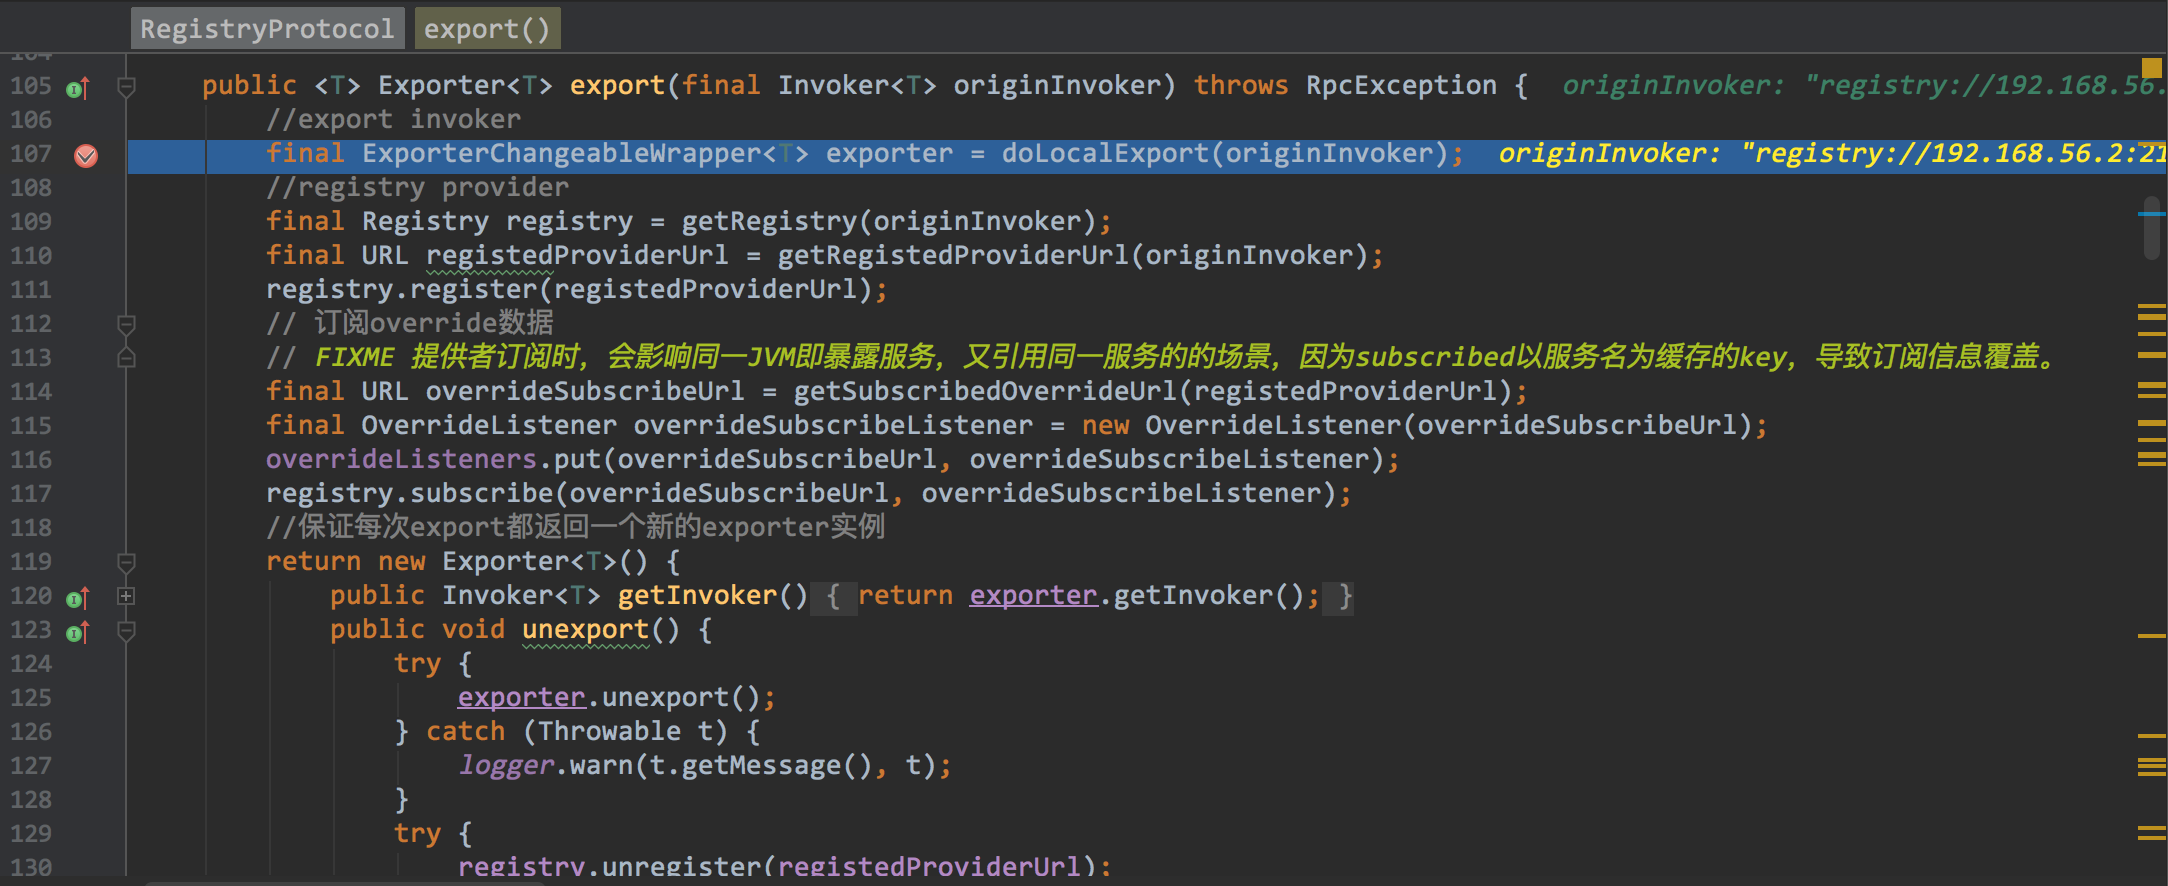 RegistryProtocol export()
105 public <T> Exporter<T> export(final Invoker<T> originInvoker) throws RpcException { originInvoker: "registry://192.168.56.
106 //export invoker
107 final ExporterChangeableWrapper<T> exporter = doLocalExport(originInvoker); originInvoker: "registry://192.168.56.2:21
108 //registry provider
109 final Registry registry = getRegistry(originInvoker);
110 final URL registedProviderUrl = getRegistedProviderUrl(originInvoker);
111 registry.register(registedProviderUrl);
112 // 订阅override数据
113 // FIXME 提供者订阅时，会影响同一JVM即暴露服务，又引用同一服务的的场景，因为subscribed以服务名为缓存的key，导致订阅信息覆盖。
114 final URL overrideSubscribeUrl = getSubscribedOverrideUrl(registedProviderUrl);
115 final OverrideListener overrideSubscribeListener = new OverrideListener(overrideSubscribeUrl);
116 overrideListeners.put(overrideSubscribeUrl, overrideSubscribeListener);
117 registry.subscribe(overrideSubscribeUrl, overrideSubscribeListener);
118 //保证每次export都返回一个新的exporter实例
119 return new Exporter<T>() {
120 public Invoker<T> getInvoker() { return exporter.getInvoker(); }
123 public void unexport() {
124 try {
125 exporter.unexport();
126 } catch (Throwable t) {
127 logger.warn(t.getMessage(), t);
128 }
129 try {
130 registry.unregister(registedProviderUrl);